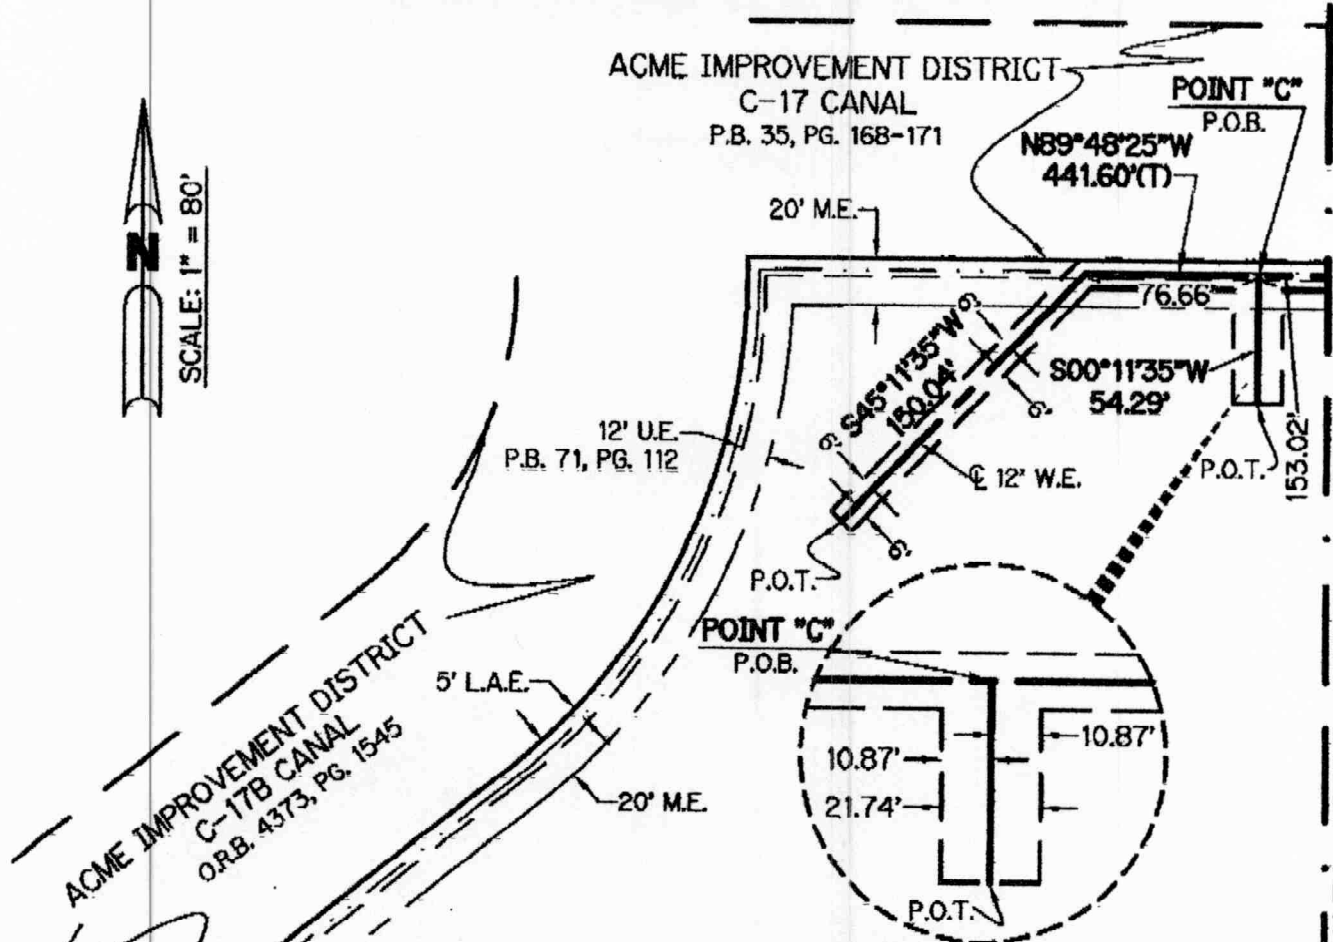 ACME IMPROVEMENT DISTRICT
C-17 CANAL
P.B. 35, PG. 168-171
POINT "C"
P.O.B.
N89°48'25"W
441.60'(T)
20' M.E.
N
SCALE: 1" = 80'
76.66'
S45°11'35"W
150.04'
6'
6'
6'
6'
S00°11'35"W
54.29'
153.02'
P.O.T.
12' U.E.
P.B. 71, PG. 112
℄ 12' W.E.
P.O.T.
POINT "C"
P.O.B.
5' L.A.E.
ACME IMPROVEMENT DISTRICT
C-17B CANAL
O.R.B. 4373, PG. 1545
20' M.E.
10.87'
10.87'
21.74'
P.O.T.